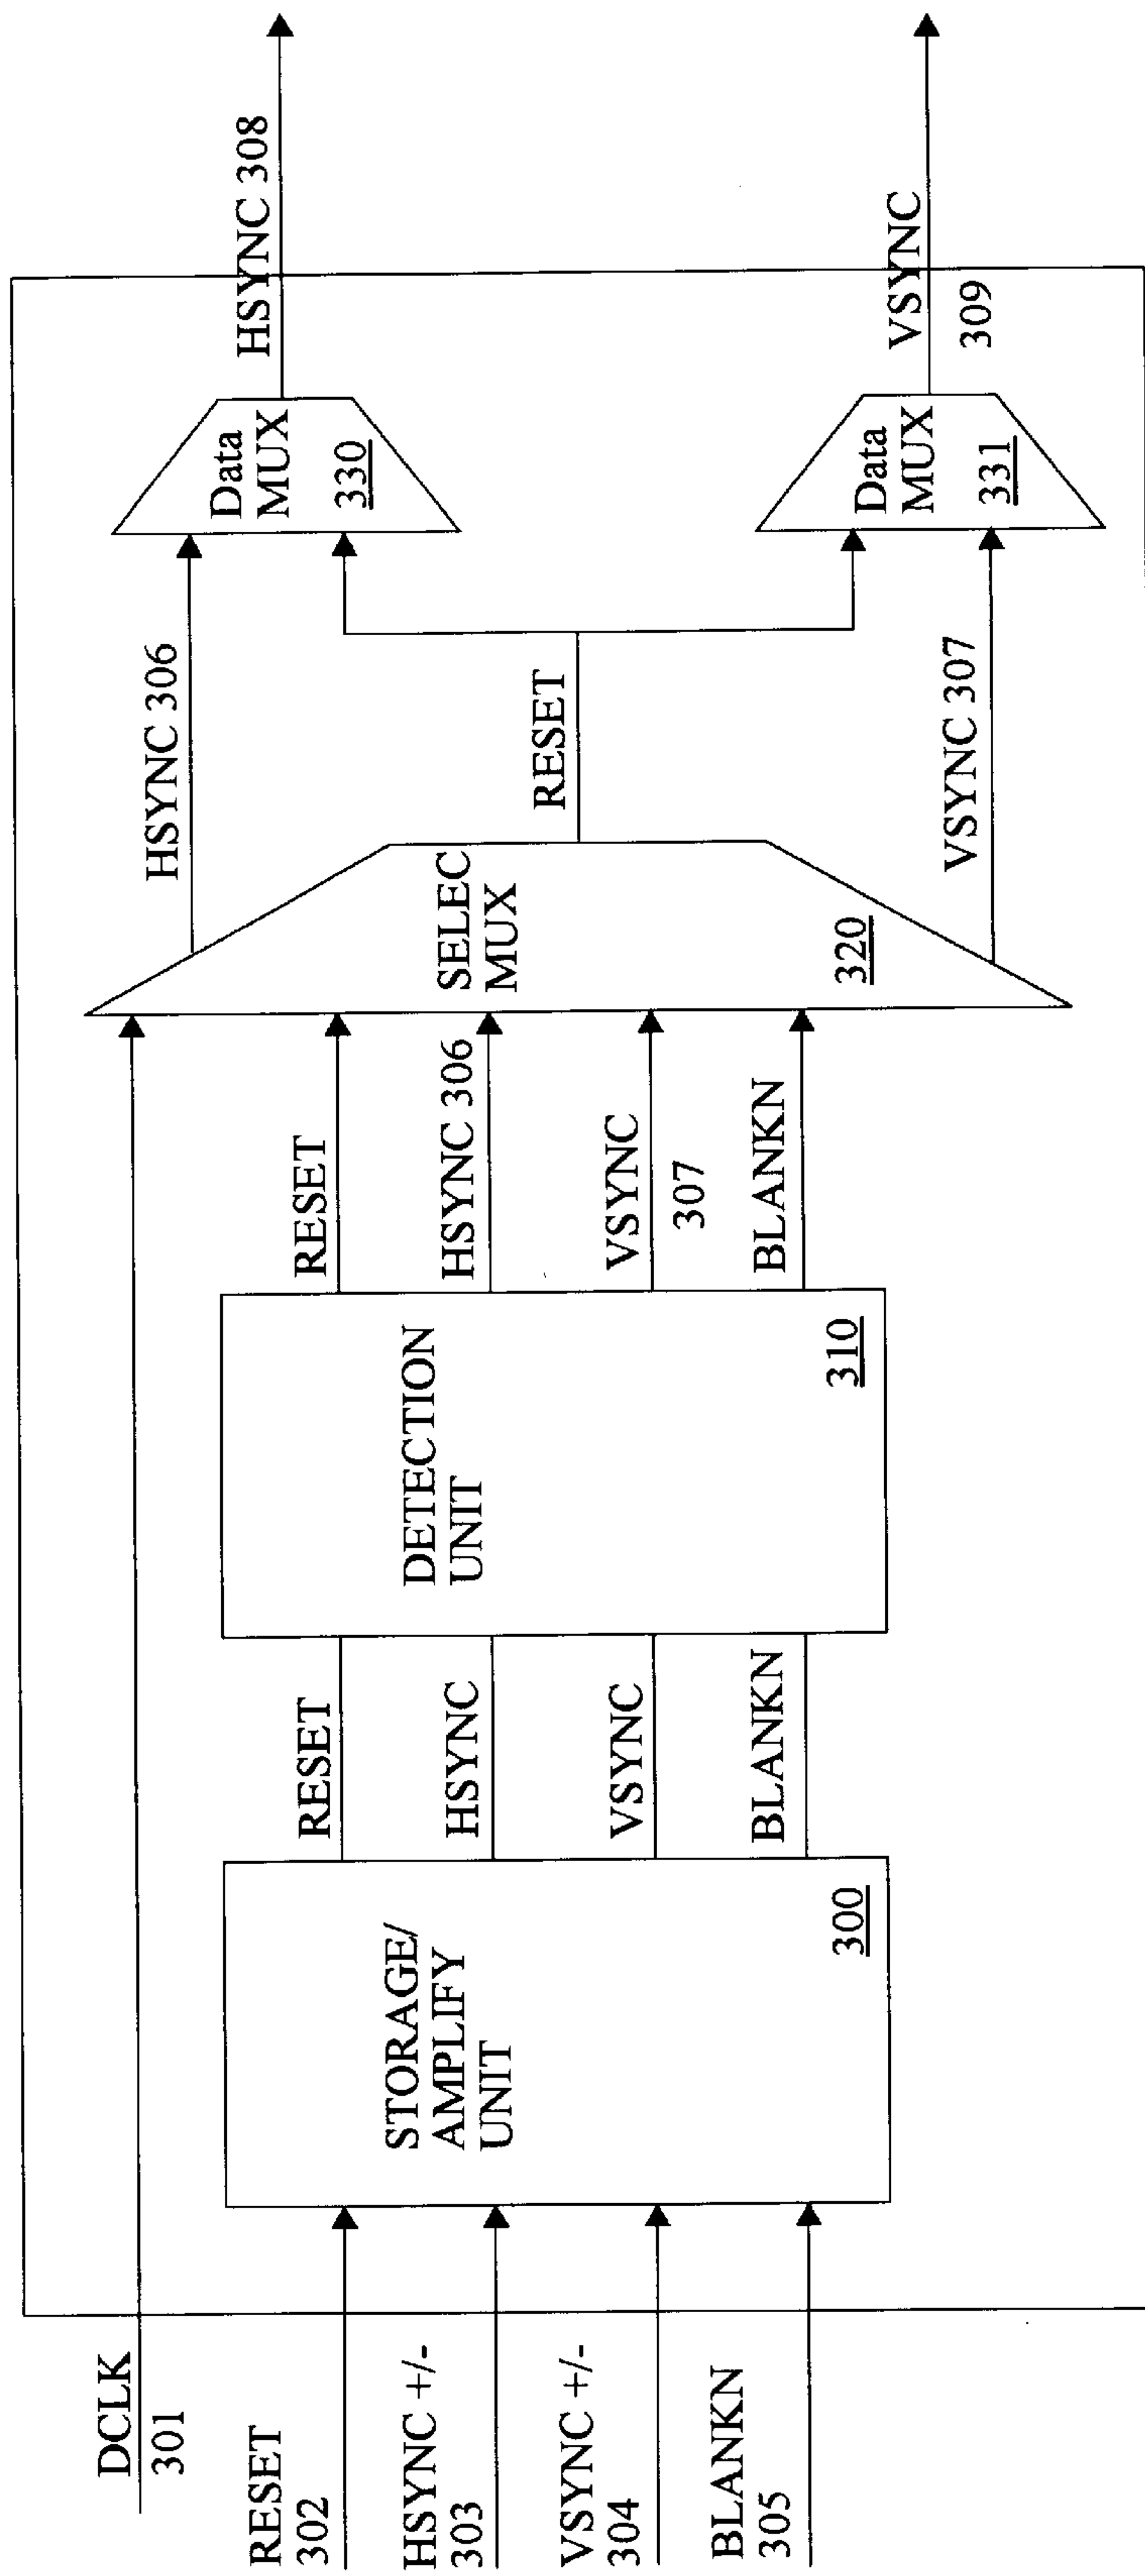 DCLK
301
RESET
302
HSYNC +/-
303
VSYNC +/-
304
BLANKN
305
STORAGE/
AMPLIFY
UNIT
300
RESET
HSYNC
VSYNC
BLANKN
DETECTION
UNIT
310
RESET
HSYNC 306
VSYNC
307
BLANKN
SELEC
MUX
320
HSYNC 306
RESET
VSYNC 307
Data
MUX
330
Data
MUX
331
HSYNC 308
VSYNC
309